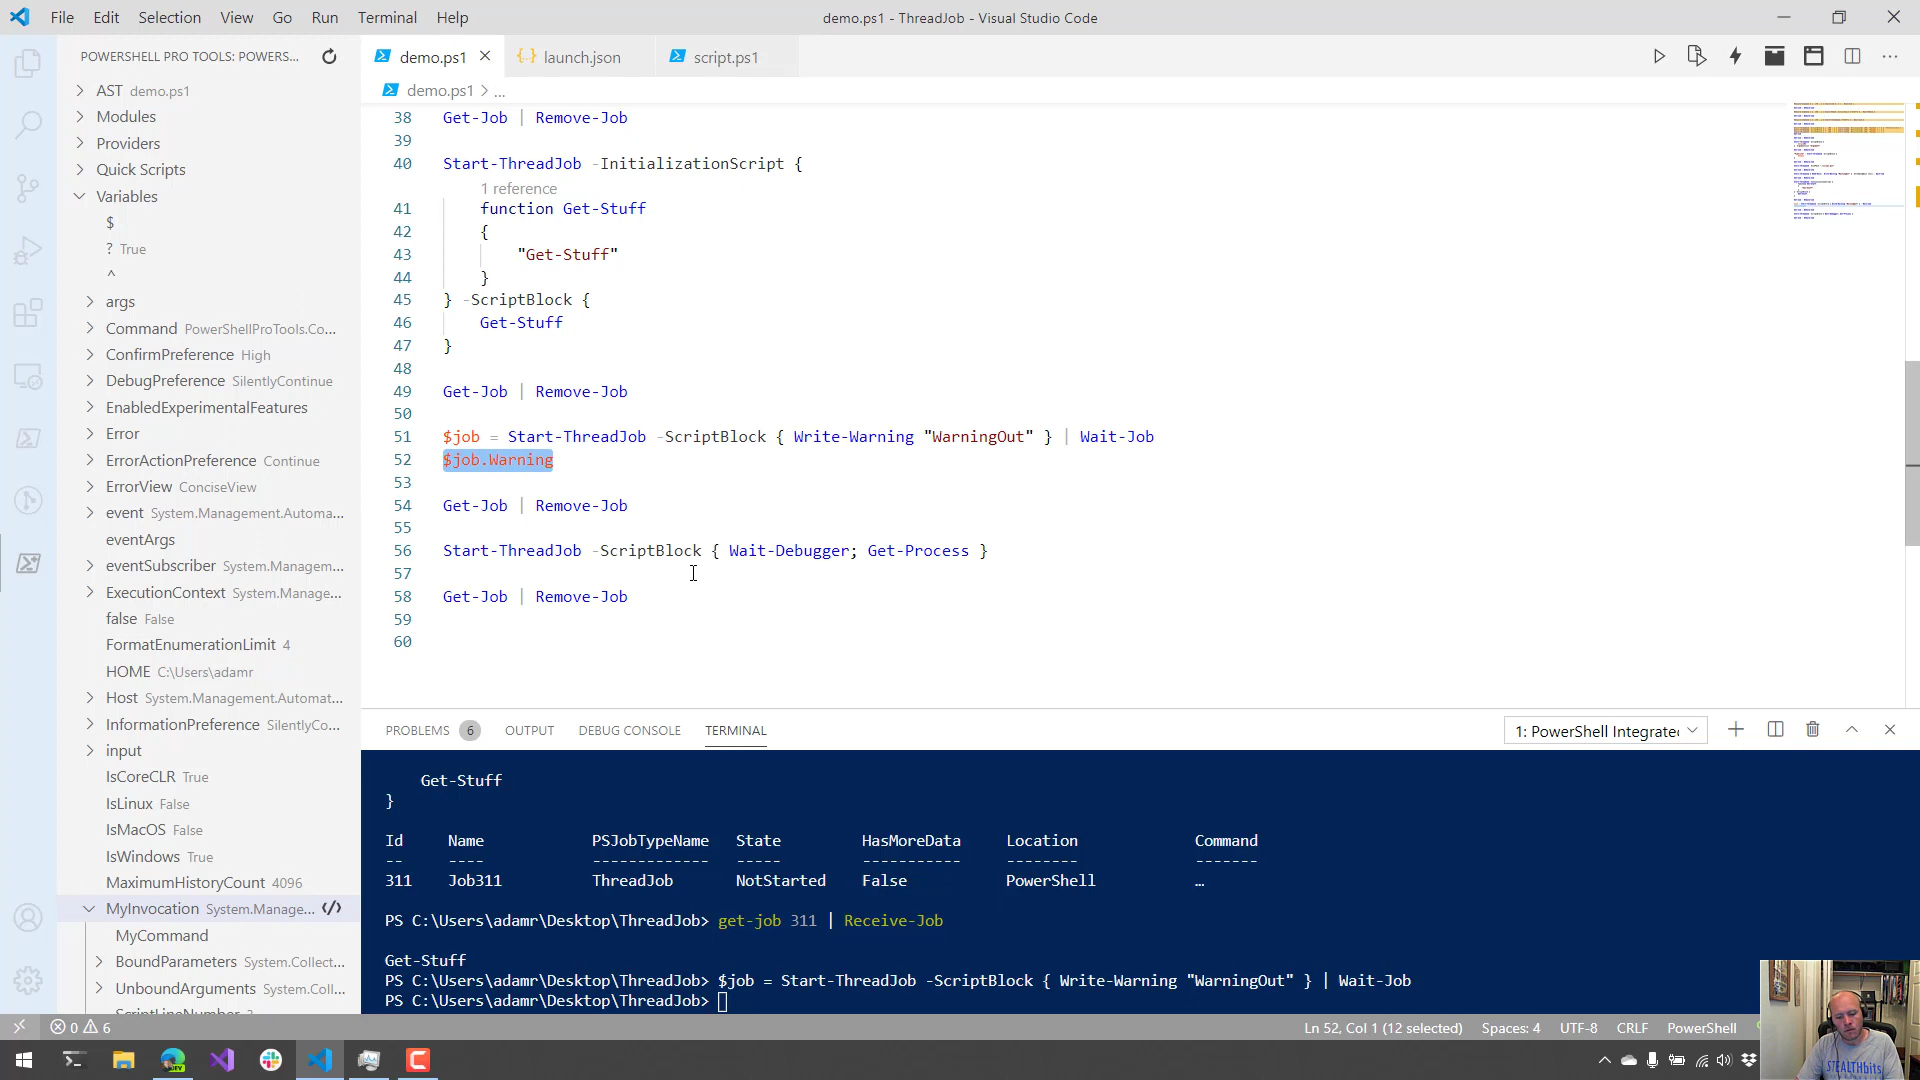 File Edit Selection View Go Run Terminal Help
demo.ps1 - ThreadJob - Visual Studio Code
POWERSHELL PRO TOOLS: POWERS...
AST demo.ps1
Modules
Providers
Quick Scripts
Variables
$
? True
^
args
Command PowerShellProTools.Co...
ConfirmPreference High
DebugPreference SilentlyContinue
EnabledExperimentalFeatures
Error
ErrorActionPreference Continue
ErrorView ConciseView
event System.Management.Automa...
eventArgs
eventSubscriber System.Managem...
ExecutionContext System.Manage...
false False
FormatEnumerationLimit 4
HOME C:\Users\adamr
Host System.Management.Automat...
InformationPreference SilentlyCo...
input
IsCoreCLR True
IsLinux False
IsMacOS False
IsWindows True
MaximumHistoryCount 4096
MyInvocation System.Manage...
MyCommand
BoundParameters System.Collect...
UnboundArguments System.Coll...
ScriptLineNumber 2
demo.ps1 launch.json script.ps1
demo.ps1 > ...
38 Get-Job | Remove-Job
39
40 Start-ThreadJob -InitializationScript {
1 reference
41 function Get-Stuff
42 {
43 "Get-Stuff"
44 }
45 } -ScriptBlock {
46 Get-Stuff
47 }
48
49 Get-Job | Remove-Job
50
51 $job = Start-ThreadJob -ScriptBlock { Write-Warning "WarningOut" } | Wait-Job
52 $job.Warning
53
54 Get-Job | Remove-Job
55
56 Start-ThreadJob -ScriptBlock { Wait-Debugger; Get-Process }
57
58 Get-Job | Remove-Job
59
60
PROBLEMS 6 OUTPUT DEBUG CONSOLE TERMINAL 1: PowerShell Integrate
Get-Stuff
}
Id Name PSJobTypeName State HasMoreData Location Command
-- ---- ------------- ----- ----------- -------- -------
311 Job311 ThreadJob NotStarted False PowerShell …
PS C:\Users\adamr\Desktop\ThreadJob> get-job 311 | Receive-Job
Get-Stuff
PS C:\Users\adamr\Desktop\ThreadJob> $job = Start-ThreadJob -ScriptBlock { Write-Warning "WarningOut" } | Wait-Job
PS C:\Users\adamr\Desktop\ThreadJob>
0 6 Ln 52, Col 1 (12 selected) Spaces: 4 UTF-8 CRLF PowerShell
STEALTHbits